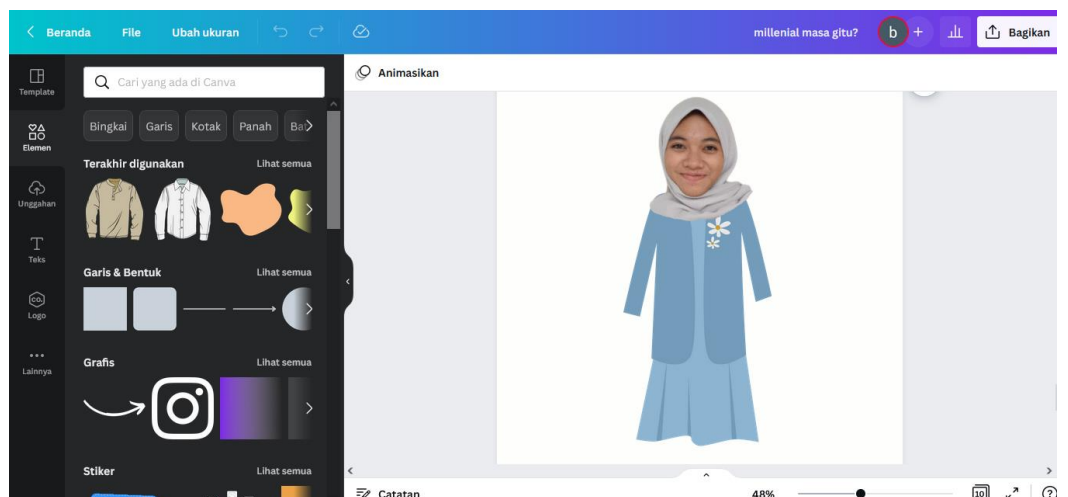 Beranda File Ubah ukuran millenial masa gitu? b + Bagikan
Template
Elemen
Unggahan
Teks
CO.
Logo
Lainnya
Cari yang ada di Canva
Bingkai Garis Kotak Panah
Terakhir digunakan Lihat semua
Garis & Bentuk Lihat semua
Grafis Lihat semua
Stiker Lihat semua
Animasikan
Catatan 48% 10 ?